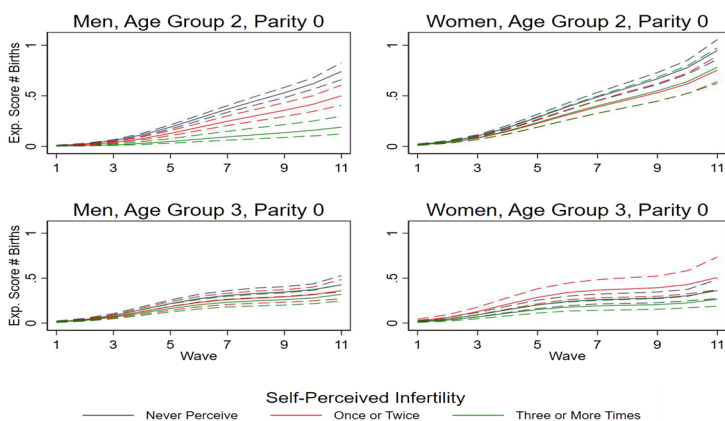 Men, Age Group 2, Parity 0
Women, Age Group 2, Parity 0
Exp. Score # Births
1
.5
0
1 3 5 7 9 11
1
.5
0
1 3 5 7 9 11
Men, Age Group 3, Parity 0
Women, Age Group 3, Parity 0
Exp. Score # Births
1
.5
0
1 3 5 7 9 11
Wave
1
.5
0
1 3 5 7 9 11
Wave
Self-Perceived Infertility
Never Perceive Once or Twice Three or More Times